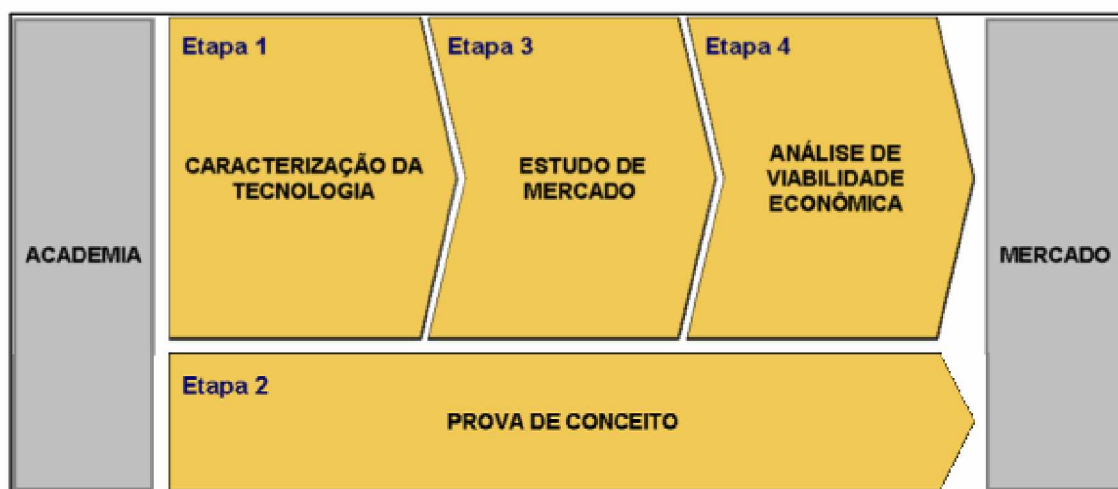 ACADEMIA
Etapa 1
CARACTERIZAÇÃO DA
TECNOLOGIA
Etapa 3
ESTUDO DE
MERCADO
Etapa 4
ANÁLISE DE
VIABILIDADE
ECONÔMICA
Etapa 2
PROVA DE CONCEITO
MERCADO